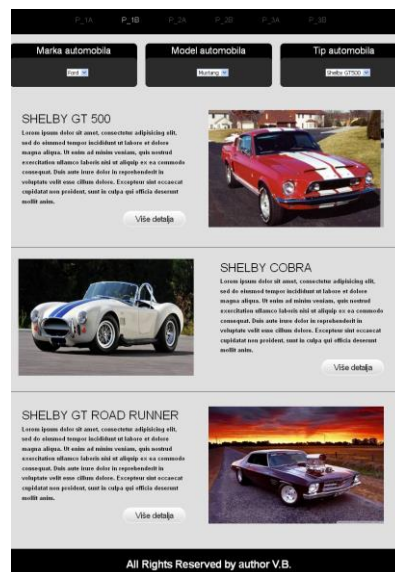 P_1A P_1B P_2A P_2B P_3A P_3B
Marka automobila Model automobila Tip automobila
Ford Mustang Shelby GT500
SHELBY GT 500
Lorem ipsum dolor sit amet, consectetur adipisicing elit,
sed do eiusmod tempor incididunt ut labore et dolore
magna aliqua. Ut enim ad minim veniam, quis nostrud
exercitation ullamco laboris nisi ut aliquip ex ea commodo
consequat. Duis aute irure dolor in reprehenderit in
voluptate velit esse cillum dolore. Excepteur sint occaecat
cupidatat non proident, sunt in culpa qui officia deserunt
mollit anim.
Više detalja
SHELBY COBRA
Lorem ipsum dolor sit amet, consectetur adipisicing elit,
sed do eiusmod tempor incididunt ut labore et dolore
magna aliqua. Ut enim ad minim veniam, quis nostrud
exercitation ullamco laboris nisi ut aliquip ex ea commodo
consequat. Duis aute irure dolor in reprehenderit in
voluptate velit esse cillum dolore. Excepteur sint occaecat
cupidatat non proident, sunt in culpa qui officia deserunt
mollit anim.
Više detalja
SHELBY GT ROAD RUNNER
Lorem ipsum dolor sit amet, consectetur adipisicing elit,
sed do eiusmod tempor incididunt ut labore et dolore
magna aliqua. Ut enim ad minim veniam, quis nostrud
exercitation ullamco laboris nisi ut aliquip ex ea commodo
consequat. Duis aute irure dolor in reprehenderit in
voluptate velit esse cillum dolore. Excepteur sint occaecat
cupidatat non proident, sunt in culpa qui officia deserunt
mollit anim.
Više detalja
All Rights Reserved by author V.B.